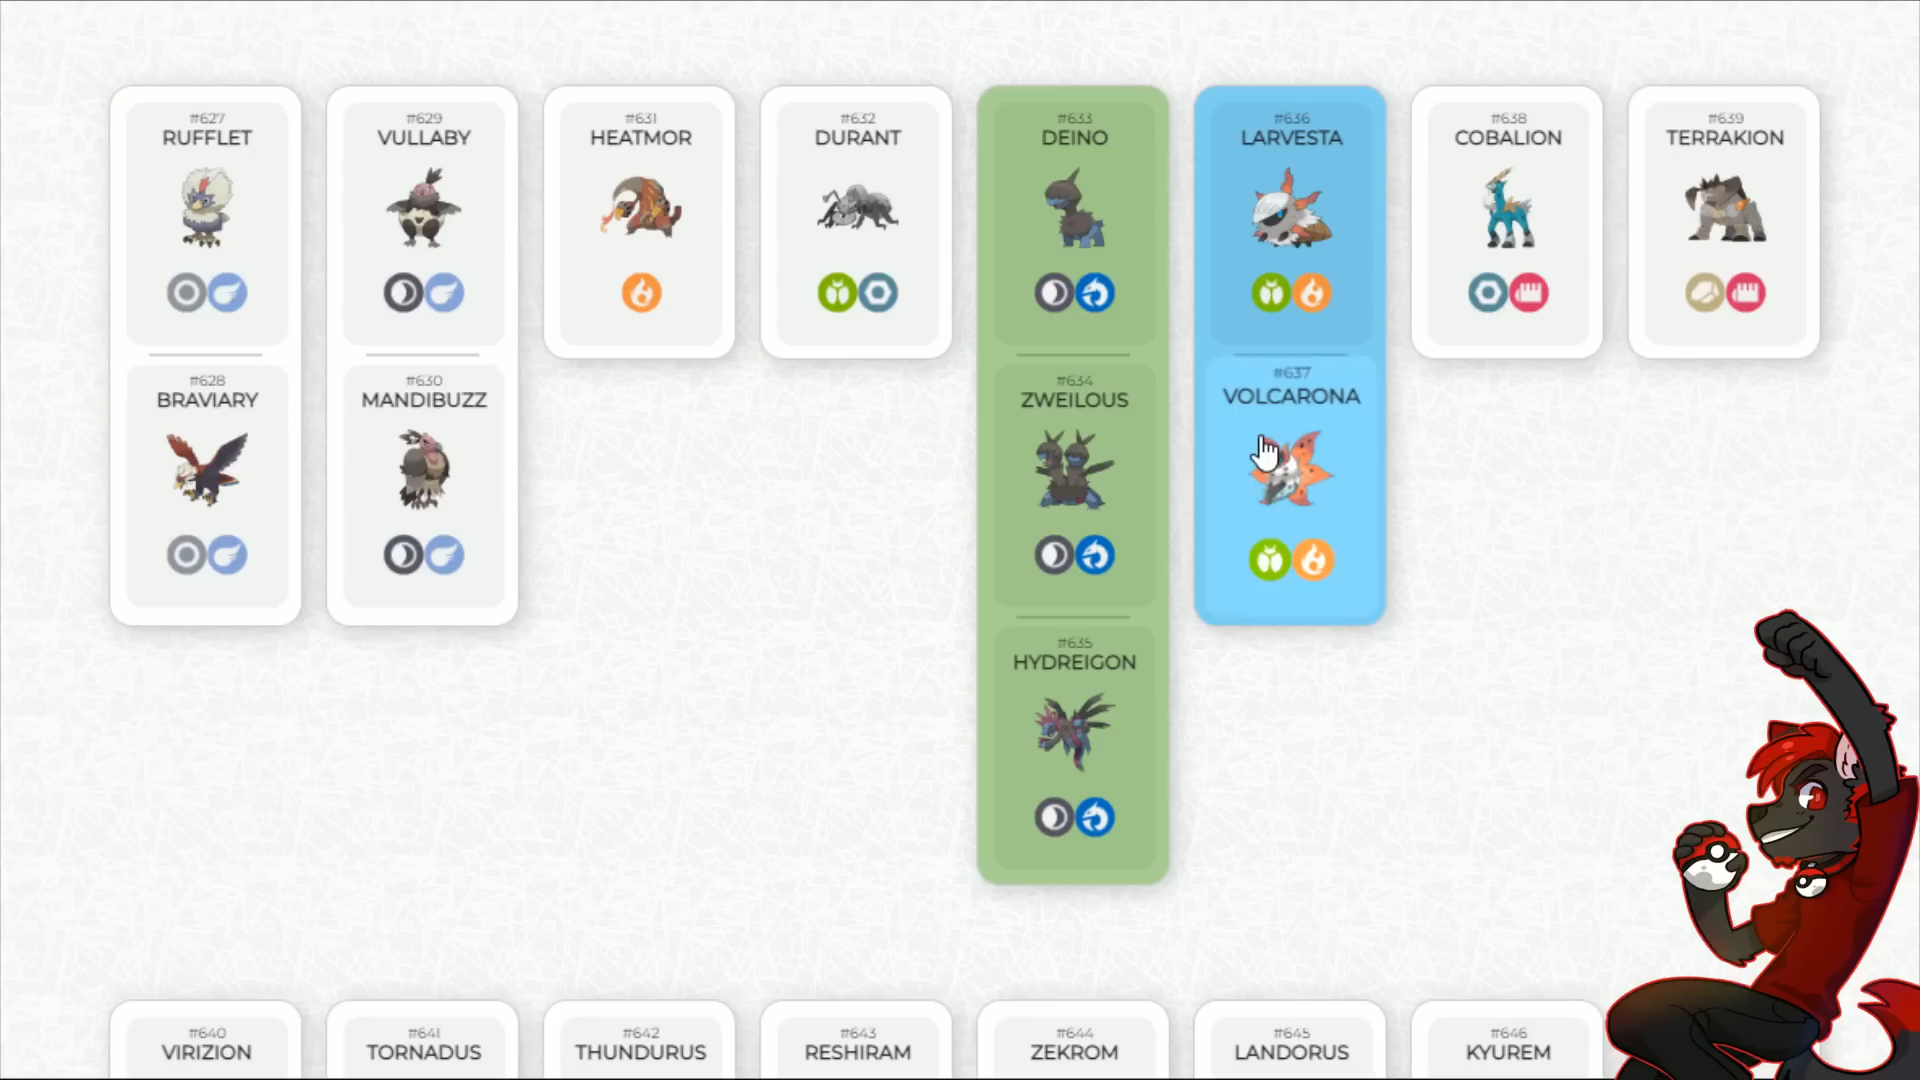 #627
RUFFLET
#629
VULLABY
#631
HEATMOR
#632
DURANT
#633
DEINO
#636
LARVESTA
#638
COBALION
#639
TERRAKION
#628
BRAVIARY
#630
MANDIBUZZ
#634
ZWEILOUS
#637
VOLCARONA
#635
HYDREIGON
#640
VIRIZION
#641
TORNADUS
#642
THUNDURUS
#643
RESHIRAM
#644
ZEKROM
#645
LANDORUS
#646
KYUREM